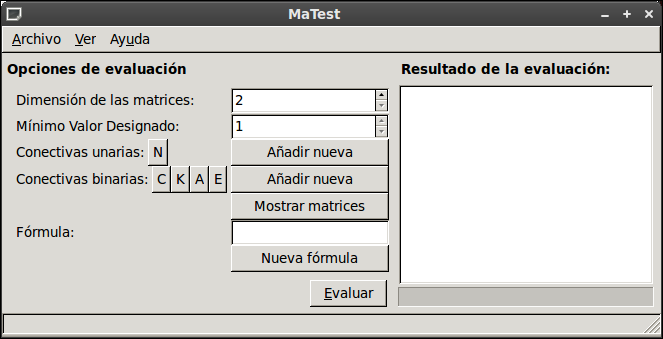 MaTest
Archivo Ver Ayuda
Opciones de evaluación
Resultado de la evaluación:
Dimensión de las matrices: 2
Mínimo Valor Designado: 1
Conectivas unarias: N Añadir nueva
Conectivas binarias: C K A E Añadir nueva
Mostrar matrices
Fórmula:
Nueva fórmula
Evaluar